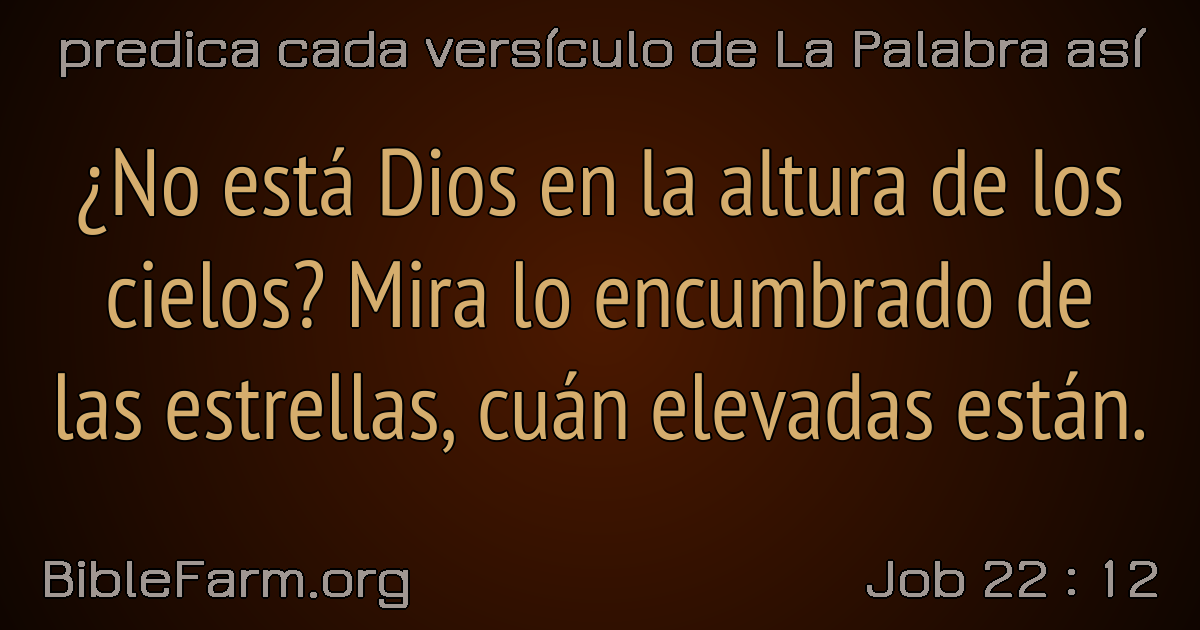 predica cada versículo de La Palabra así
¿No está Dios en la altura de los
cielos? Mira lo encumbrado de
las estrellas, cuán elevadas están.
BibleFarm.org
Job 22 : 12